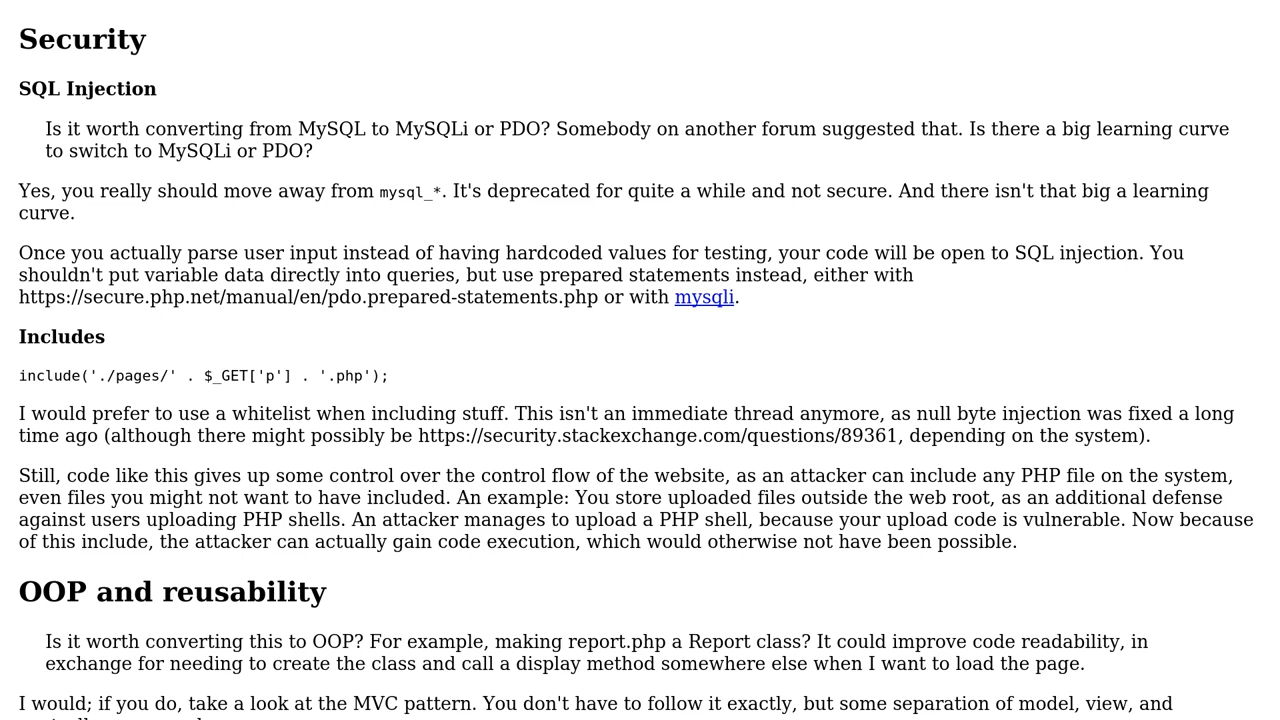 Security
SQL Injection
Is it worth converting from MySQL to MySQLi or PDO? Somebody on another forum suggested that. Is there a big learning curve
to switch to MySQLi or PDO?
Yes, you really should move away from mysql_*. It's deprecated for quite a while and not secure. And there isn't that big a learning
curve.
Once you actually parse user input instead of having hardcoded values for testing, your code will be open to SQL injection. You
shouldn't put variable data directly into queries, but use prepared statements instead, either with
https://secure.php.net/manual/en/pdo.prepared-statements.php or with mysqli.
Includes
include('./pages/' . $_GET['p'] . '.php');
I would prefer to use a whitelist when including stuff. This isn't an immediate thread anymore, as null byte injection was fixed a long
time ago (although there might possibly be https://security.stackexchange.com/questions/89361, depending on the system).
Still, code like this gives up some control over the control flow of the website, as an attacker can include any PHP file on the system,
even files you might not want to have included. An example: You store uploaded files outside the web root, as an additional defense
against users uploading PHP shells. An attacker manages to upload a PHP shell, because your upload code is vulnerable. Now because
of this include, the attacker can actually gain code execution, which would otherwise not have been possible.
OOP and reusability
Is it worth converting this to OOP? For example, making report.php a Report class? It could improve code readability, in
exchange for needing to create the class and call a display method somewhere else when I want to load the page.
I would; if you do, take a look at the MVC pattern. You don't have to follow it exactly, but some separation of model, view, and